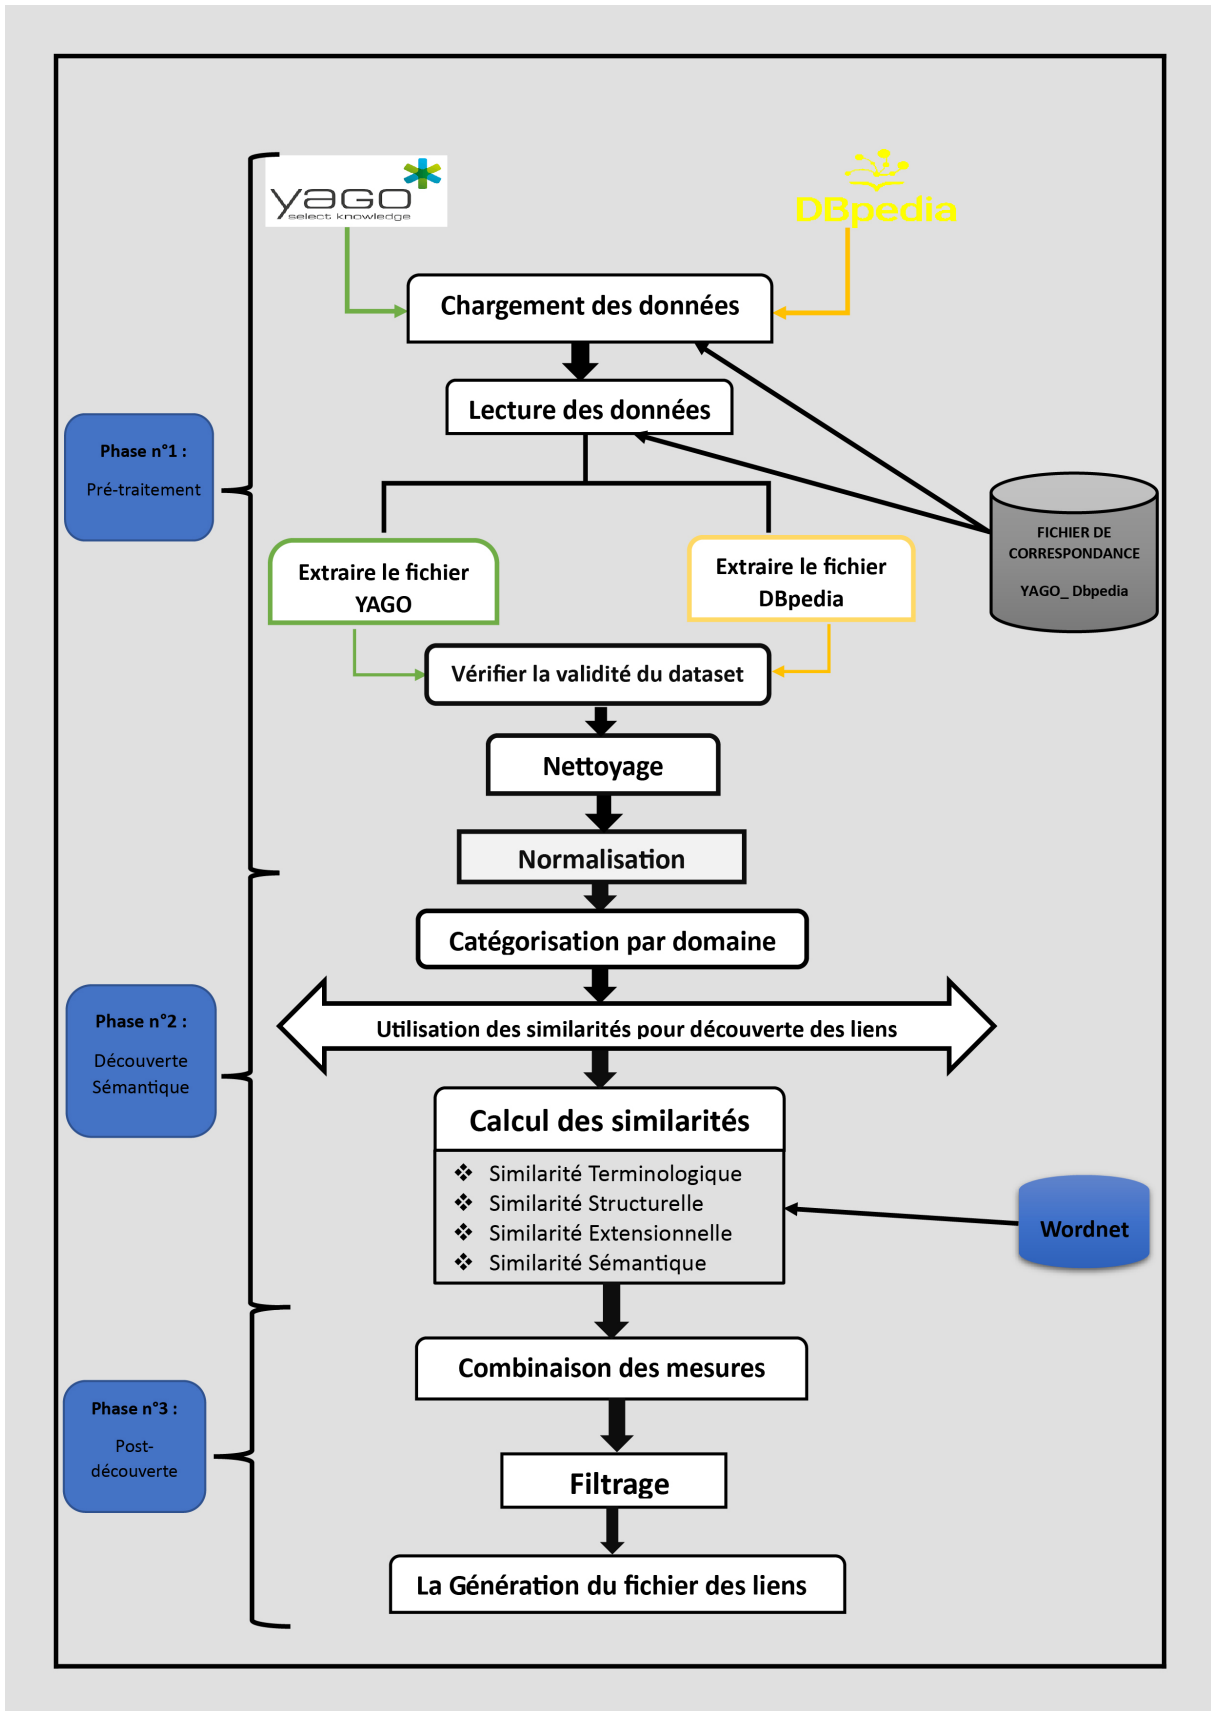 yago
select knowledge
DBpedia
Chargement des données
Lecture des données
Phase n°1 :
Pré-traitement
FICHIER DE
CORRESPONDANCE
YAGO_ Dbpedia
Extraire le fichier
YAGO
Extraire le fichier
DBpedia
Vérifier la validité du dataset
Nettoyage
Normalisation
Catégorisation par domaine
Phase n°2 :
Découverte
Sémantique
Utilisation des similarités pour découverte des liens
Calcul des similarités
❖ Similarité Terminologique
❖ Similarité Structurelle
❖ Similarité Extensionnelle
❖ Similarité Sémantique
Wordnet
Combinaison des mesures
Phase n°3 :
Post-
découverte
Filtrage
La Génération du fichier des liens